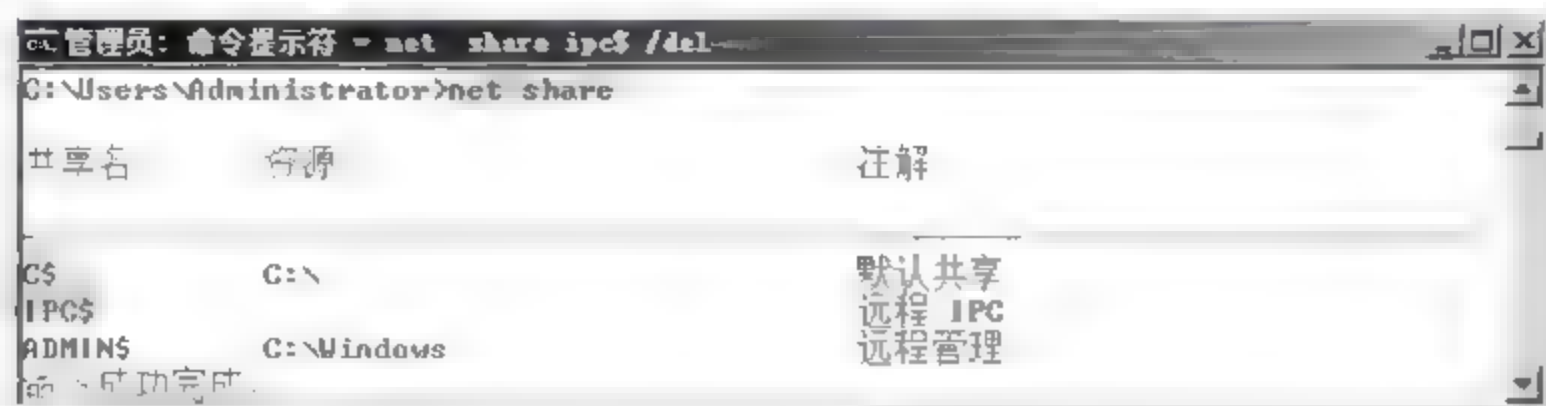 管理员: 命令提示符 - net  share ipc$ /del
C:\Users\Administrator>net share
共享名 资源 注解
C$ C:\ 默认共享
IPC$ 远程 IPC
ADMIN$ C:\Windows 远程管理
命令成功完成。